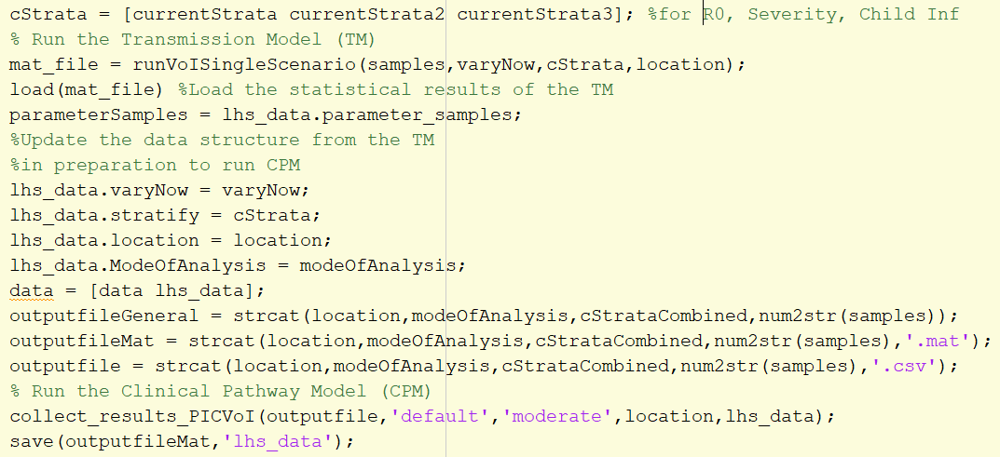 cStrata = [currentStrata currentStrata2 currentStrata3]; %for R0, Severity, Child Inf
% Run the Transmission Model (TM)
mat_file = runVoISingleScenario(samples,varyNow,cStrata,location);
load(mat_file) %Load the statistical results of the TM
parameterSamples = lhs_data.parameter_samples;
%Update the data structure from the TM
%in preparation to run CPM
lhs_data.varyNow = varyNow;
lhs_data.stratify = cStrata;
lhs_data.location = location;
lhs_data.ModeOfAnalysis = modeOfAnalysis;
data = [data lhs_data];
outputfileGeneral = strcat(location,modeOfAnalysis,cStrataCombined,num2str(samples));
outputfileMat = strcat(location,modeOfAnalysis,cStrataCombined,num2str(samples),'.mat');
outputfile = strcat(location,modeOfAnalysis,cStrataCombined,num2str(samples),'.csv');
% Run the Clinical Pathway Model (CPM)
collect_results_PICVoI(outputfile,'default','moderate',location,lhs_data);
save(outputfileMat,'lhs_data');